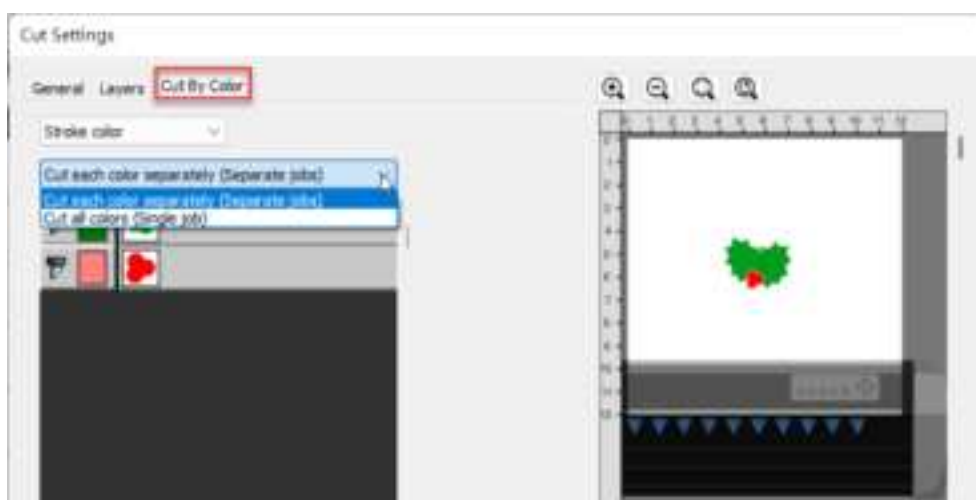 Cut Settings
General Layers Cut By Color
Stroke color
Cut each color separately (Separate jobs)
Cut each color separately (Separate jobs)
Cut all colors (Single job)